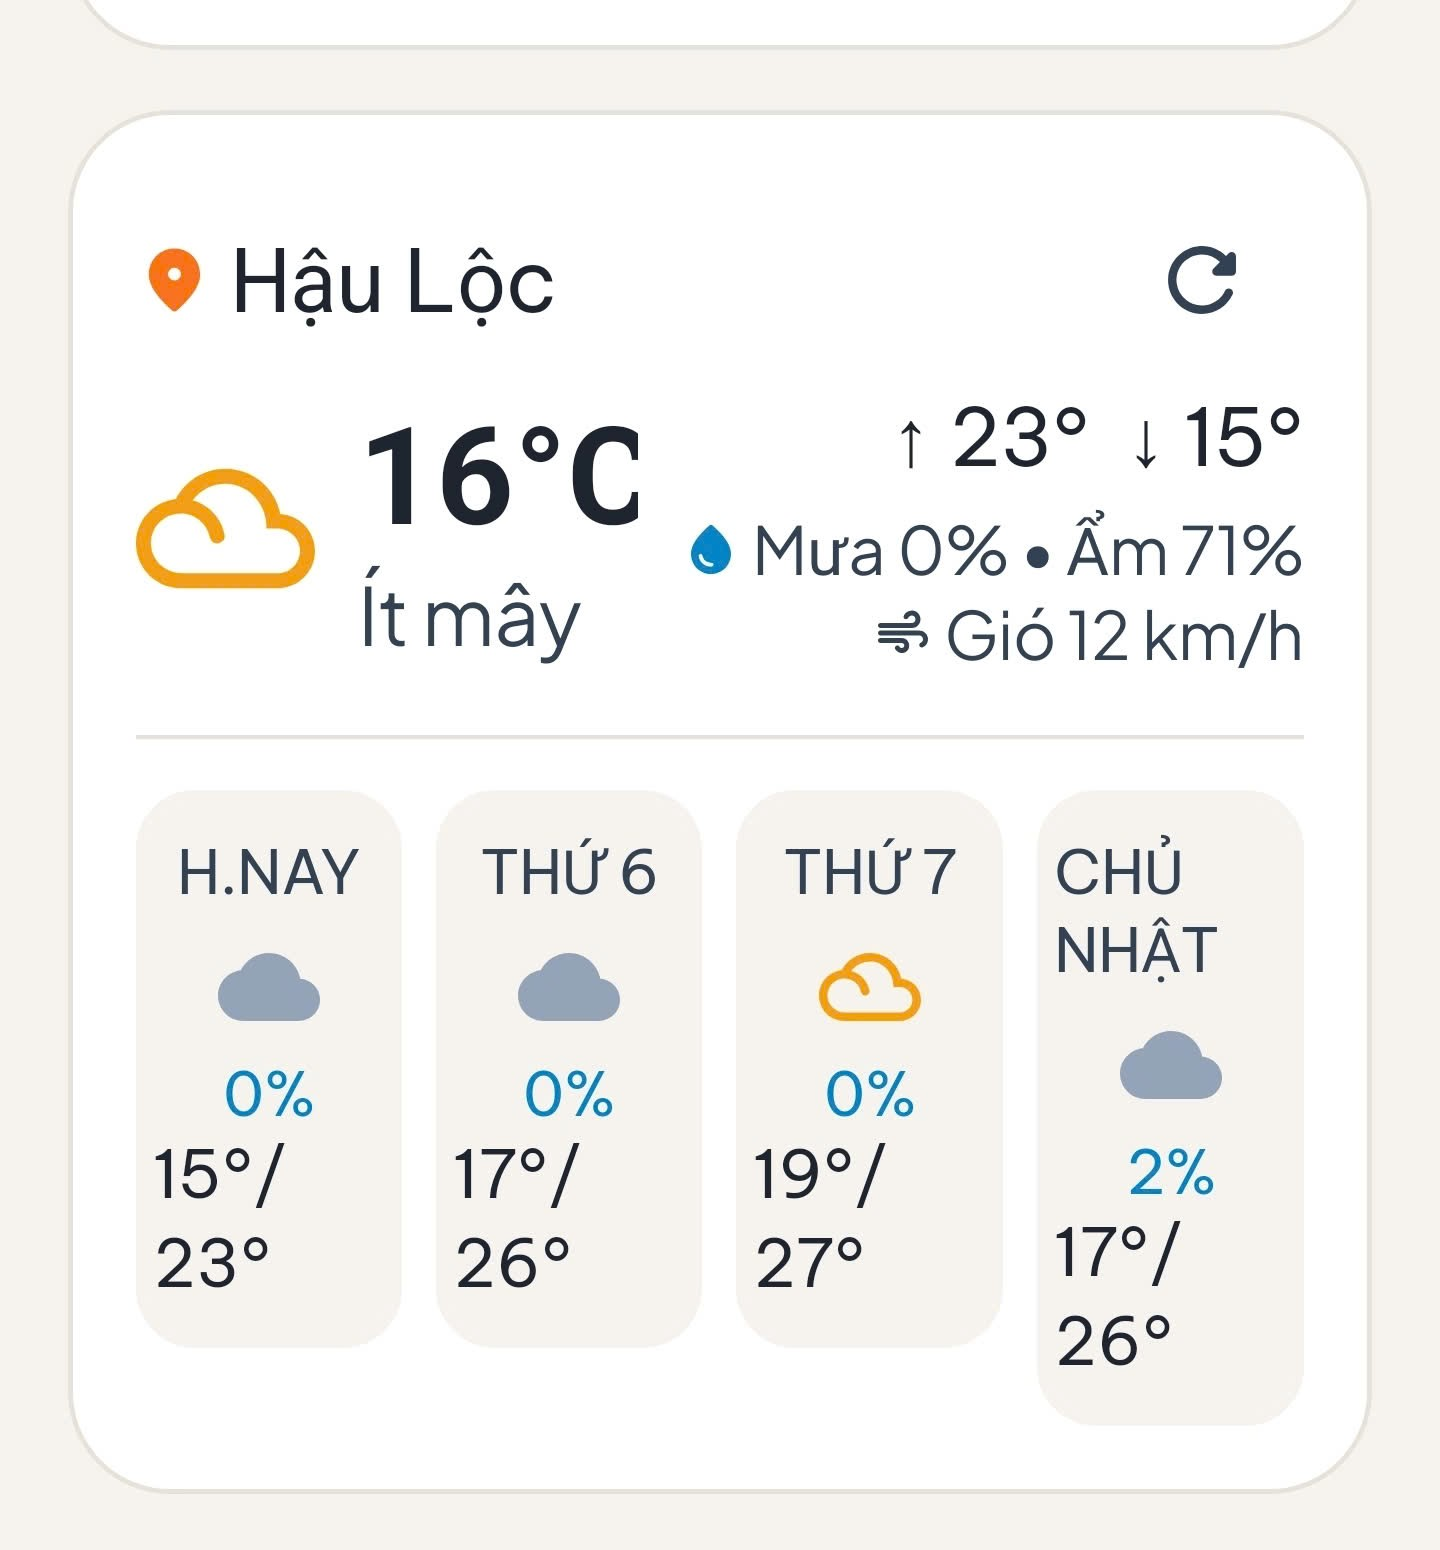 Hậu Lộc
16°C
Ít mây
↑ 23° ↓ 15°
Mưa 0% • Ẩm 71%
Gió 12 km/h
H.NAY
0%
15°/
23°
THỨ 6
0%
17°/
26°
THỨ 7
0%
19°/
27°
CHỦ
NHẬT
2%
17°/
26°